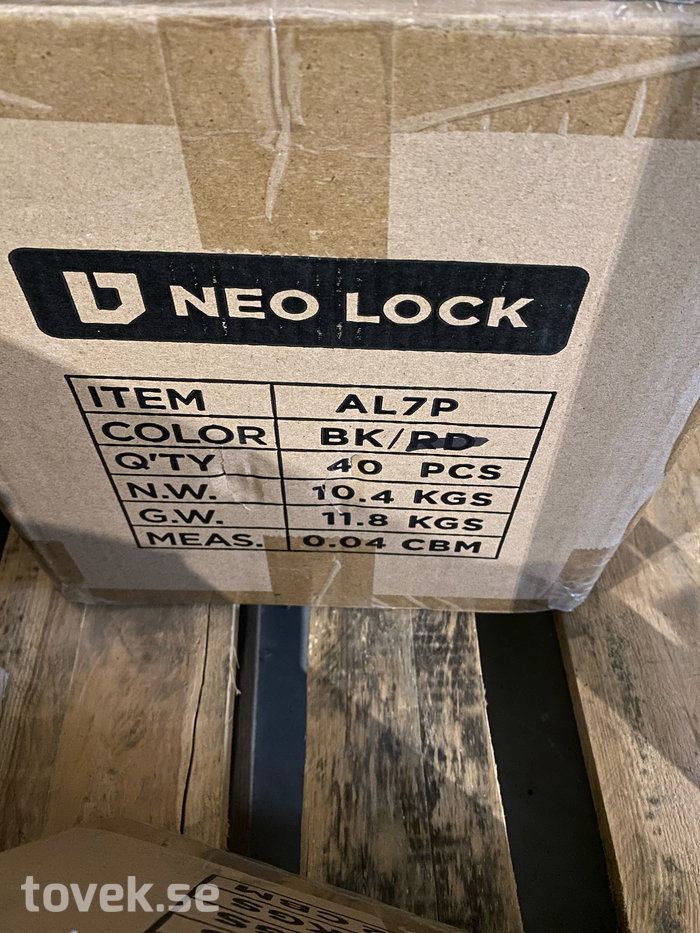 NEO LOCK
ITEM AL7P
COLOR BK/RD
Q'TY 40 PCS
N.W. 10.4 KGS
G.W. 11.8 KGS
MEAS. 0.04 CBM
tovek.se